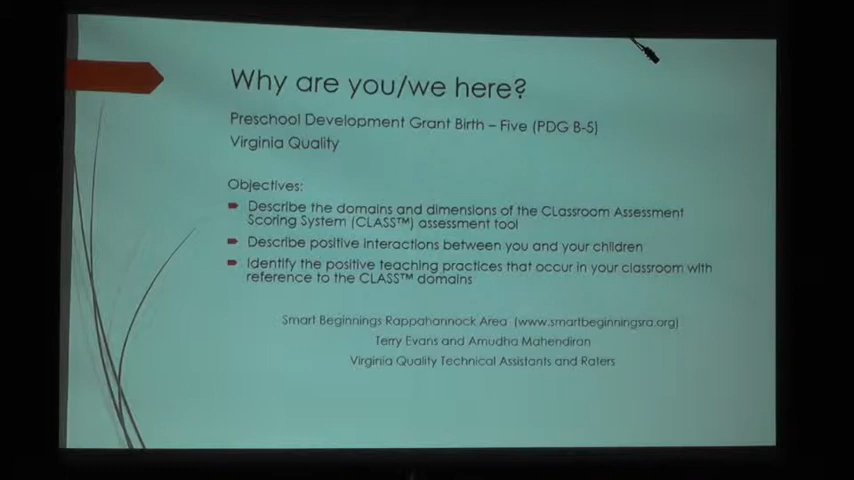 Why are you/we here?
Preschool Development Grant Birth – Five (PDG B-5)
Virginia Quality
Objectives:
Describe the domains and dimensions of the CLassroom Assessment
Scoring System (CLASS™) assessment tool
Describe positive interactions between you and your children
Identify the positive teaching practices that occur in your classroom with
reference to the CLASS™ domains
Smart Beginnings Rappahannock Area (www.smartbeginningsra.org)
Terry Evans and Amudha Mahendiran
Virginia Quality Technical Assistants and Raters